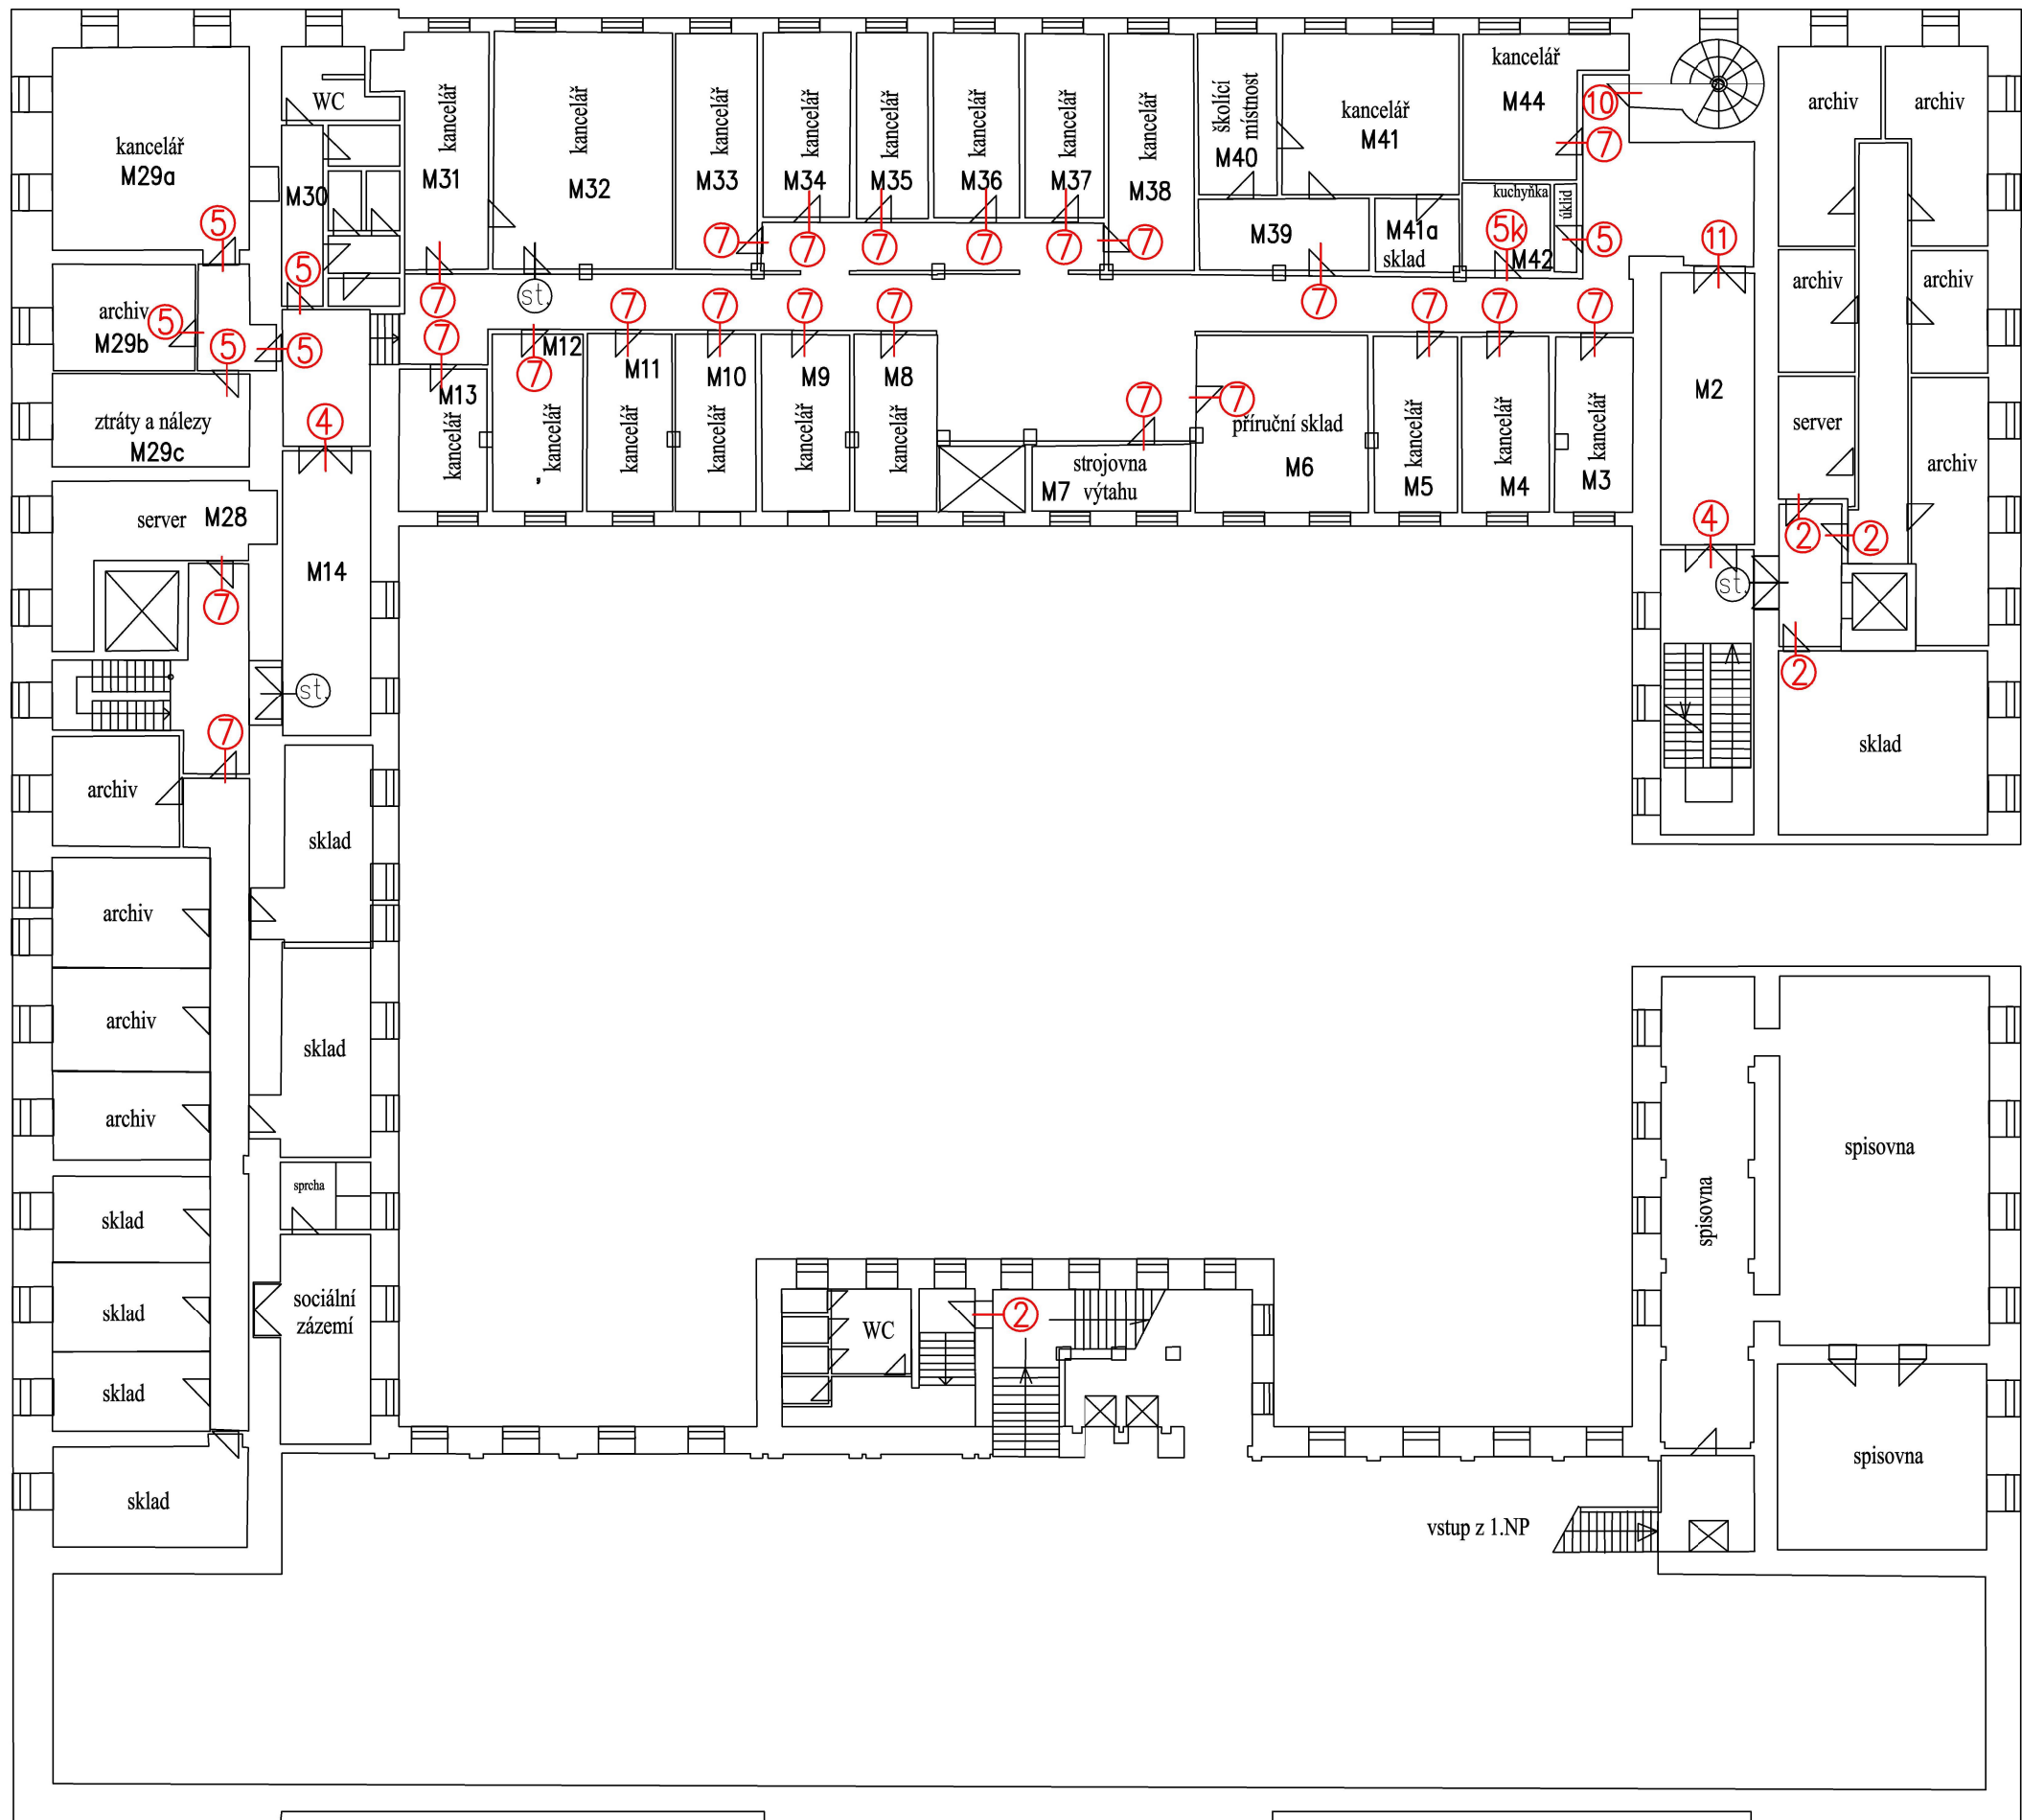 kancelář
M29a
WC
M30
kancelář
M31
kancelář
M32
kancelář
M33
kancelář
M34
kancelář
M35
kancelář
M36
kancelář
M37
kancelář
M38
školící
místnost
M40
kancelář
M41
kancelář
M44
10
7
archiv
archiv
kuchyňka
5k
M42
úklid
5
M39
M41a
sklad
11
5
5
7
7
7
7
7
7
archiv
M29b
5
5
5
7
st.
7
7
7
7
7
7
7
7
archiv
archiv
7
M12
7
M11
kancelář
M10
kancelář
M9
kancelář
M8
kancelář
M13
kancelář
kancelář
ztráty a nálezy
M29c
4
7
7
příruční sklad
M6
strojovna
výtahu
M7
kancelář
M5
kancelář
M4
kancelář
M3
M2
server
archiv
server
M28
M14
7
4
st.
2
2
2
st.
7
sklad
archiv
sklad
archiv
archiv
sklad
archiv
sprcha
sklad
sklad
sklad
sociální
zázemí
WC
2
spisovna
spisovna
spisovna
sklad
vstup z 1.NP